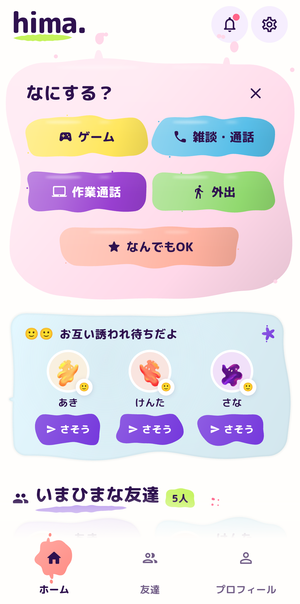 hima.
なにする？
ゲーム
雑談・通話
作業通話
外出
なんでもOK
お互い誘われ待ちだよ
あき
けんた
さな
さそう
さそう
さそう
いまひまな友達
5人
ホーム
友達
プロフィール